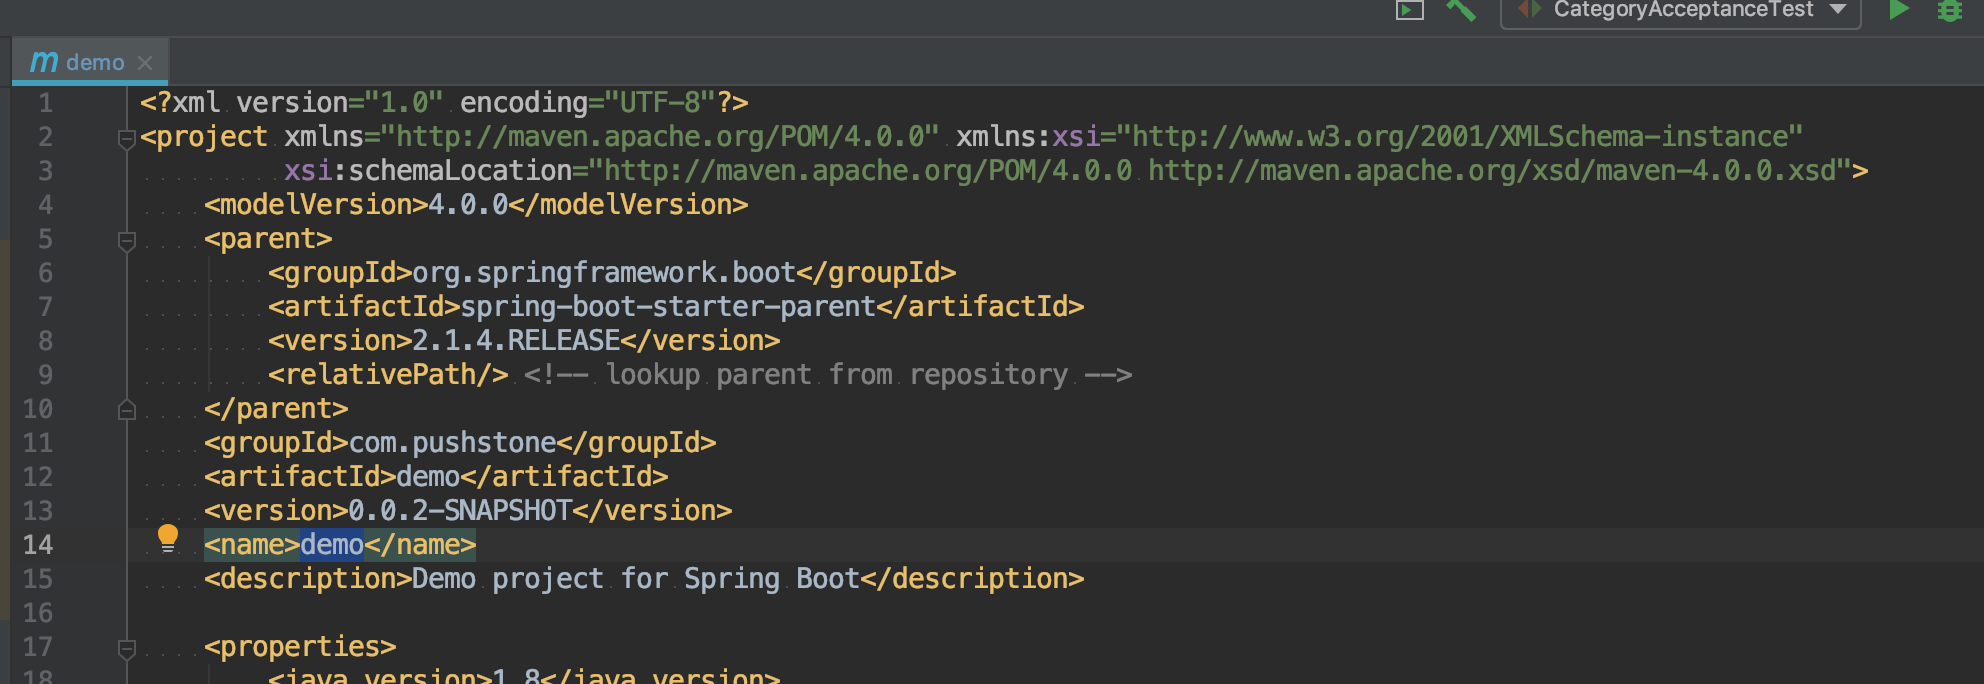 CategoryAcceptanceTest
m demo
1 <?xml version="1.0" encoding="UTF-8"?>
2 <project xmlns="http://maven.apache.org/POM/4.0.0" xmlns:xsi="http://www.w3.org/2001/XMLSchema-instance"
3 xsi:schemaLocation="http://maven.apache.org/POM/4.0.0 http://maven.apache.org/xsd/maven-4.0.0.xsd">
4 <modelVersion>4.0.0</modelVersion>
5 <parent>
6 <groupId>org.springframework.boot</groupId>
7 <artifactId>spring-boot-starter-parent</artifactId>
8 <version>2.1.4.RELEASE</version>
9 <relativePath/> <!-- lookup parent from repository -->
10 </parent>
11 <groupId>com.pushstone</groupId>
12 <artifactId>demo</artifactId>
13 <version>0.0.2-SNAPSHOT</version>
14 <name>demo</name>
15 <description>Demo project for Spring Boot</description>
16
17 <properties>
18 <java.version>1.8</java.version>